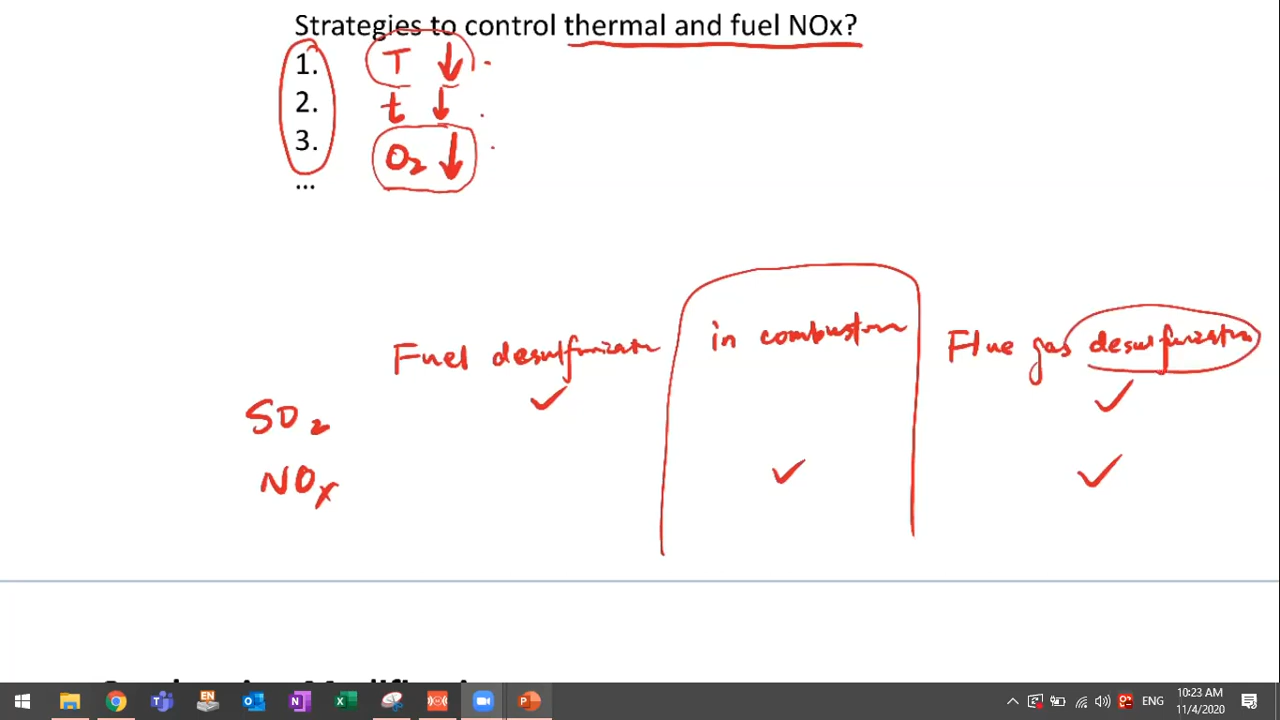 Strategies to control thermal and fuel NOx?
1. T ↓
2. t ↓
3. O₂ ↓
...
Fuel desulfurizatn in combustion Flue gas desulfurization
SO₂ ✓ ✓
NOx ✓ ✓
ENG
10:23 AM
11/4/2020